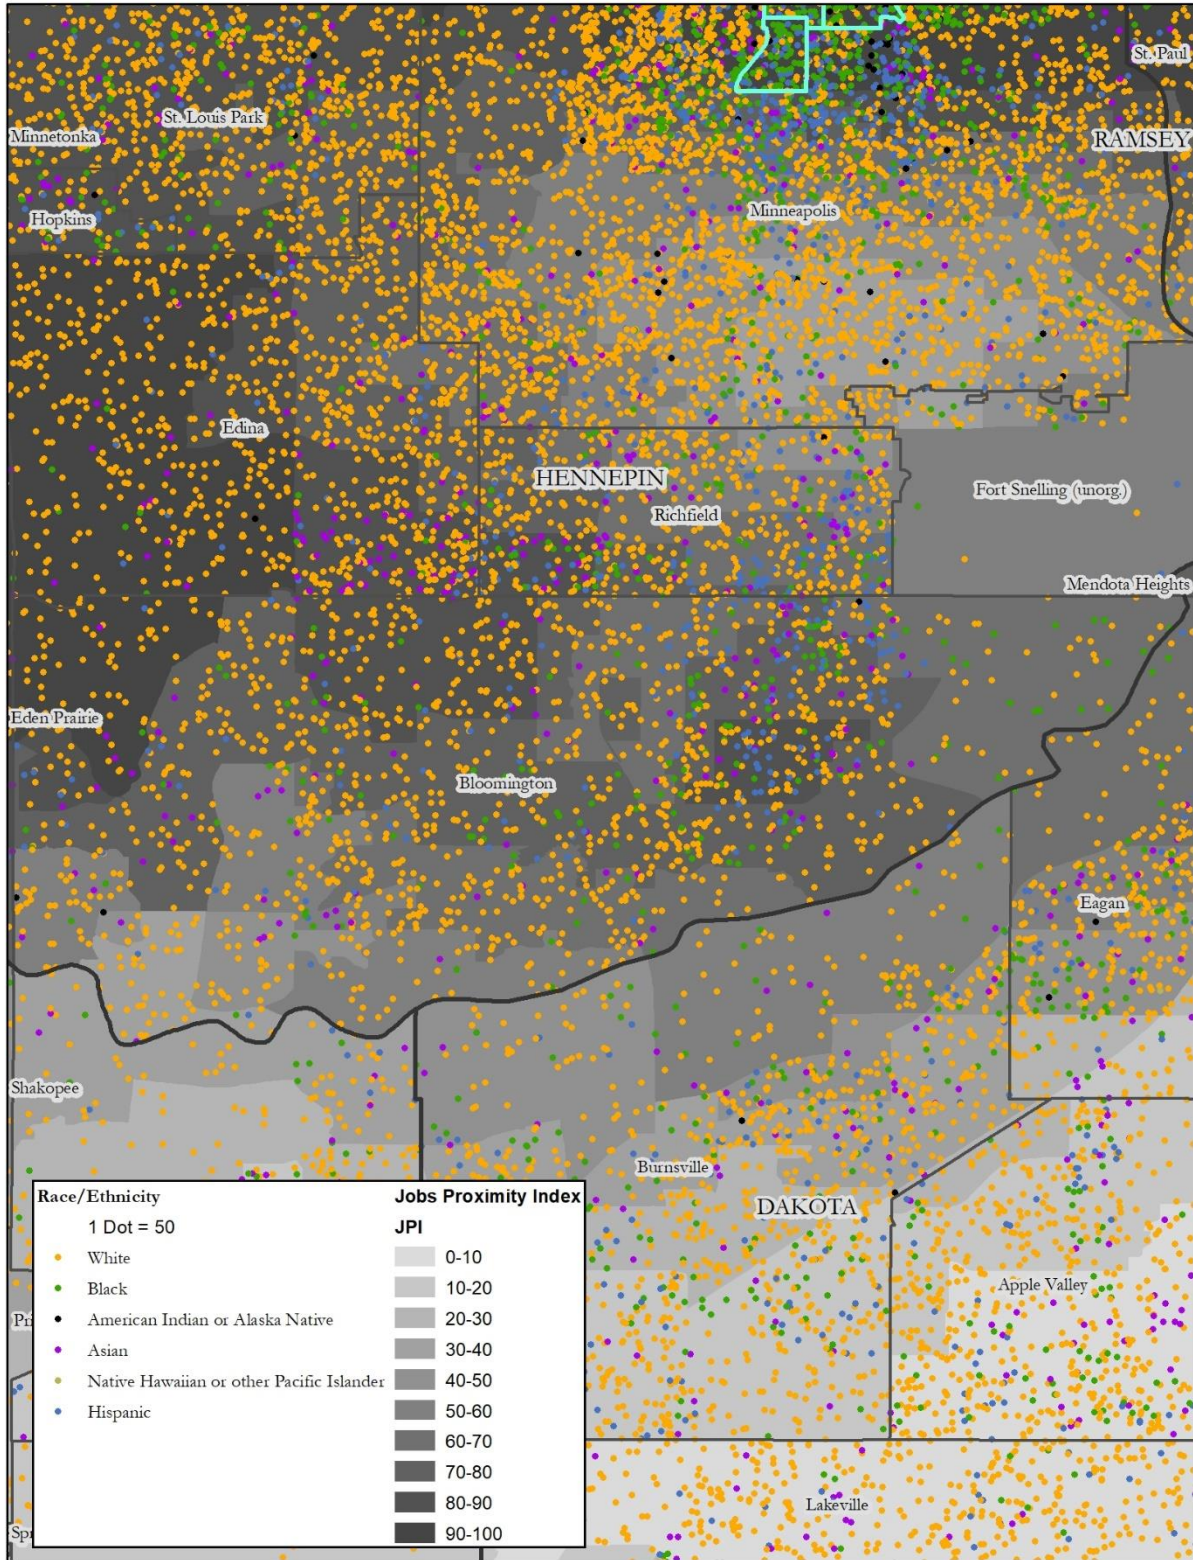 St. Paul
St. Louis Park
Minnetonka
RAMSEY
Hopkins
Minneapolis
Edina
HENNEPIN
Fort Snelling (unorg.)
Richfield
Mendota Heights
Eden Prairie
Bloomington
Eagan
Shakopee
Burnsville
DAKOTA
Apple Valley
Lakeville
Pri
Spr
Race/Ethnicity
1 Dot = 50
White
Black
American Indian or Alaska Native
Asian
Native Hawaiian or other Pacific Islander
Hispanic
Jobs Proximity Index
JPI
0-10
10-20
20-30
30-40
40-50
50-60
60-70
70-80
80-90
90-100